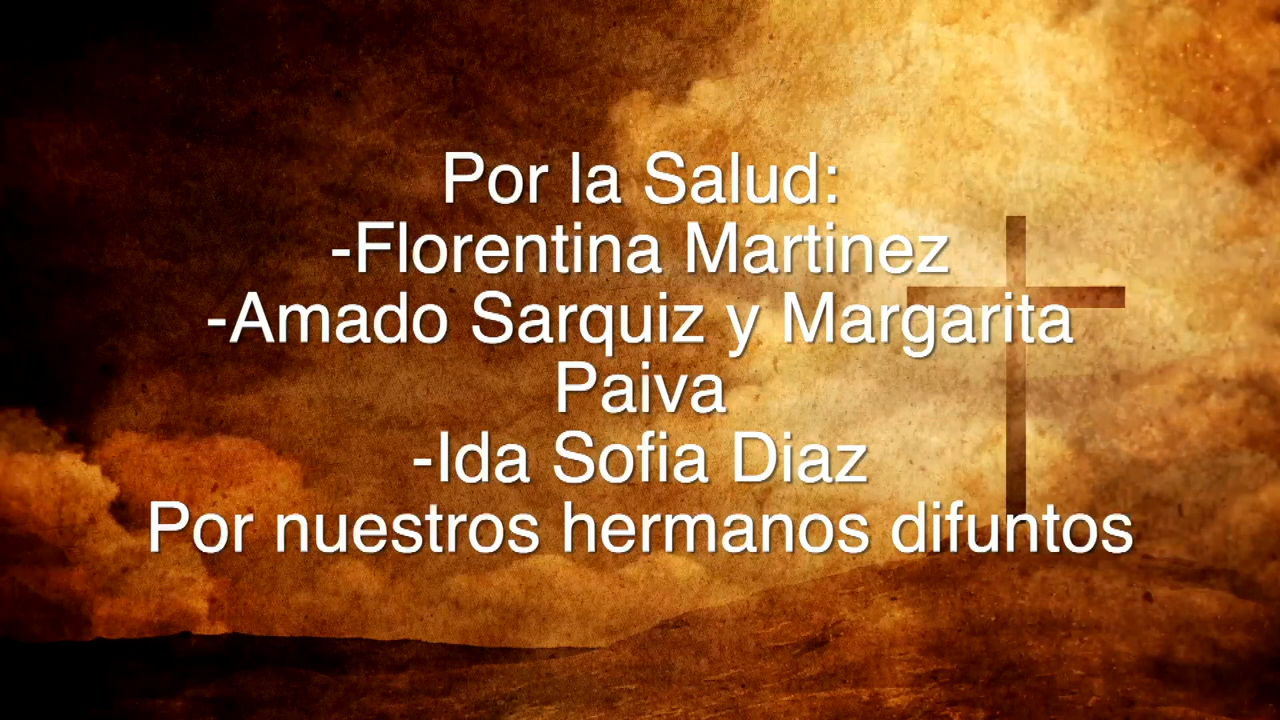 Por la Salud:
-Florentina Martinez
-Amado Sarquiz y Margarita
Paiva
-Ida Sofia Diaz
Por nuestros hermanos difuntos